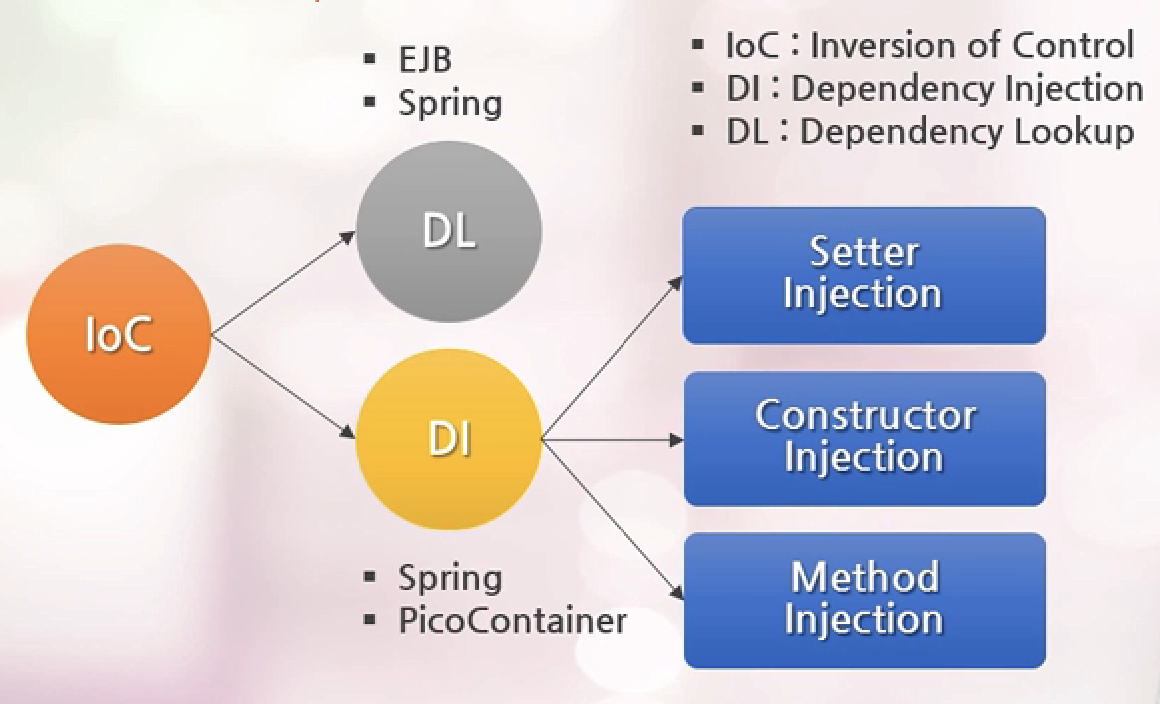 EJB
Spring
IoC : Inversion of Control
DI : Dependency Injection
DL : Dependency Lookup
DL
IoC
DI
Setter
Injection
Constructor
Injection
Method
Injection
Spring
PicoContainer